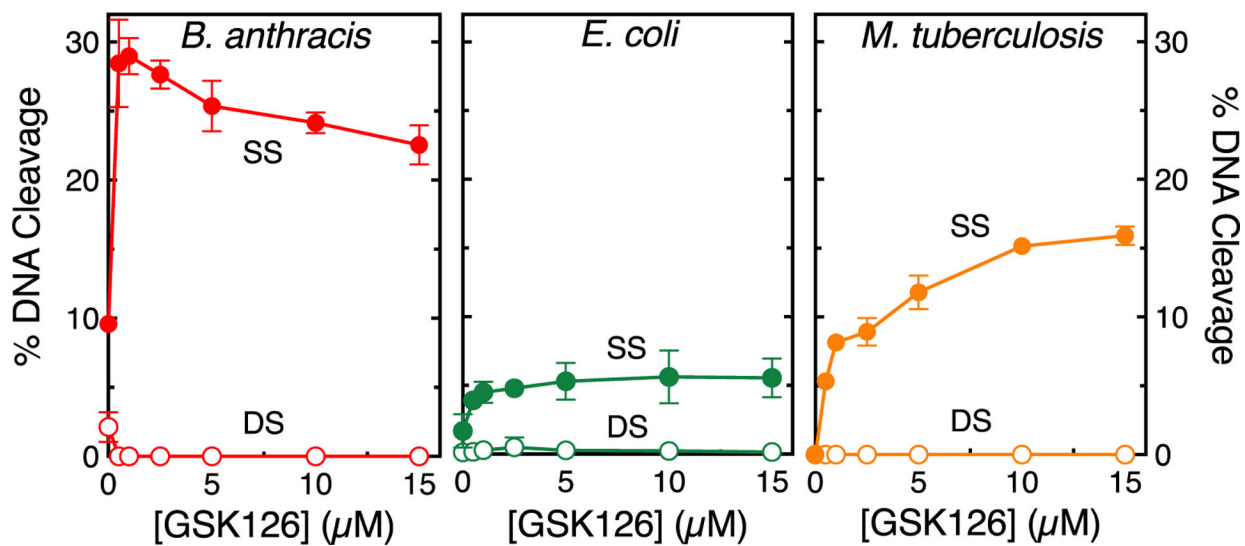 B. anthracis
E. coli
M. tuberculosis
% DNA Cleavage
30
20
10
0
SS
DS
0 5 10 15
[GSK126] (µM)
SS
DS
0 5 10 15
[GSK126] (µM)
SS
DS
0 5 10 15
[GSK126] (µM)
30
20
10
0
% DNA Cleavage